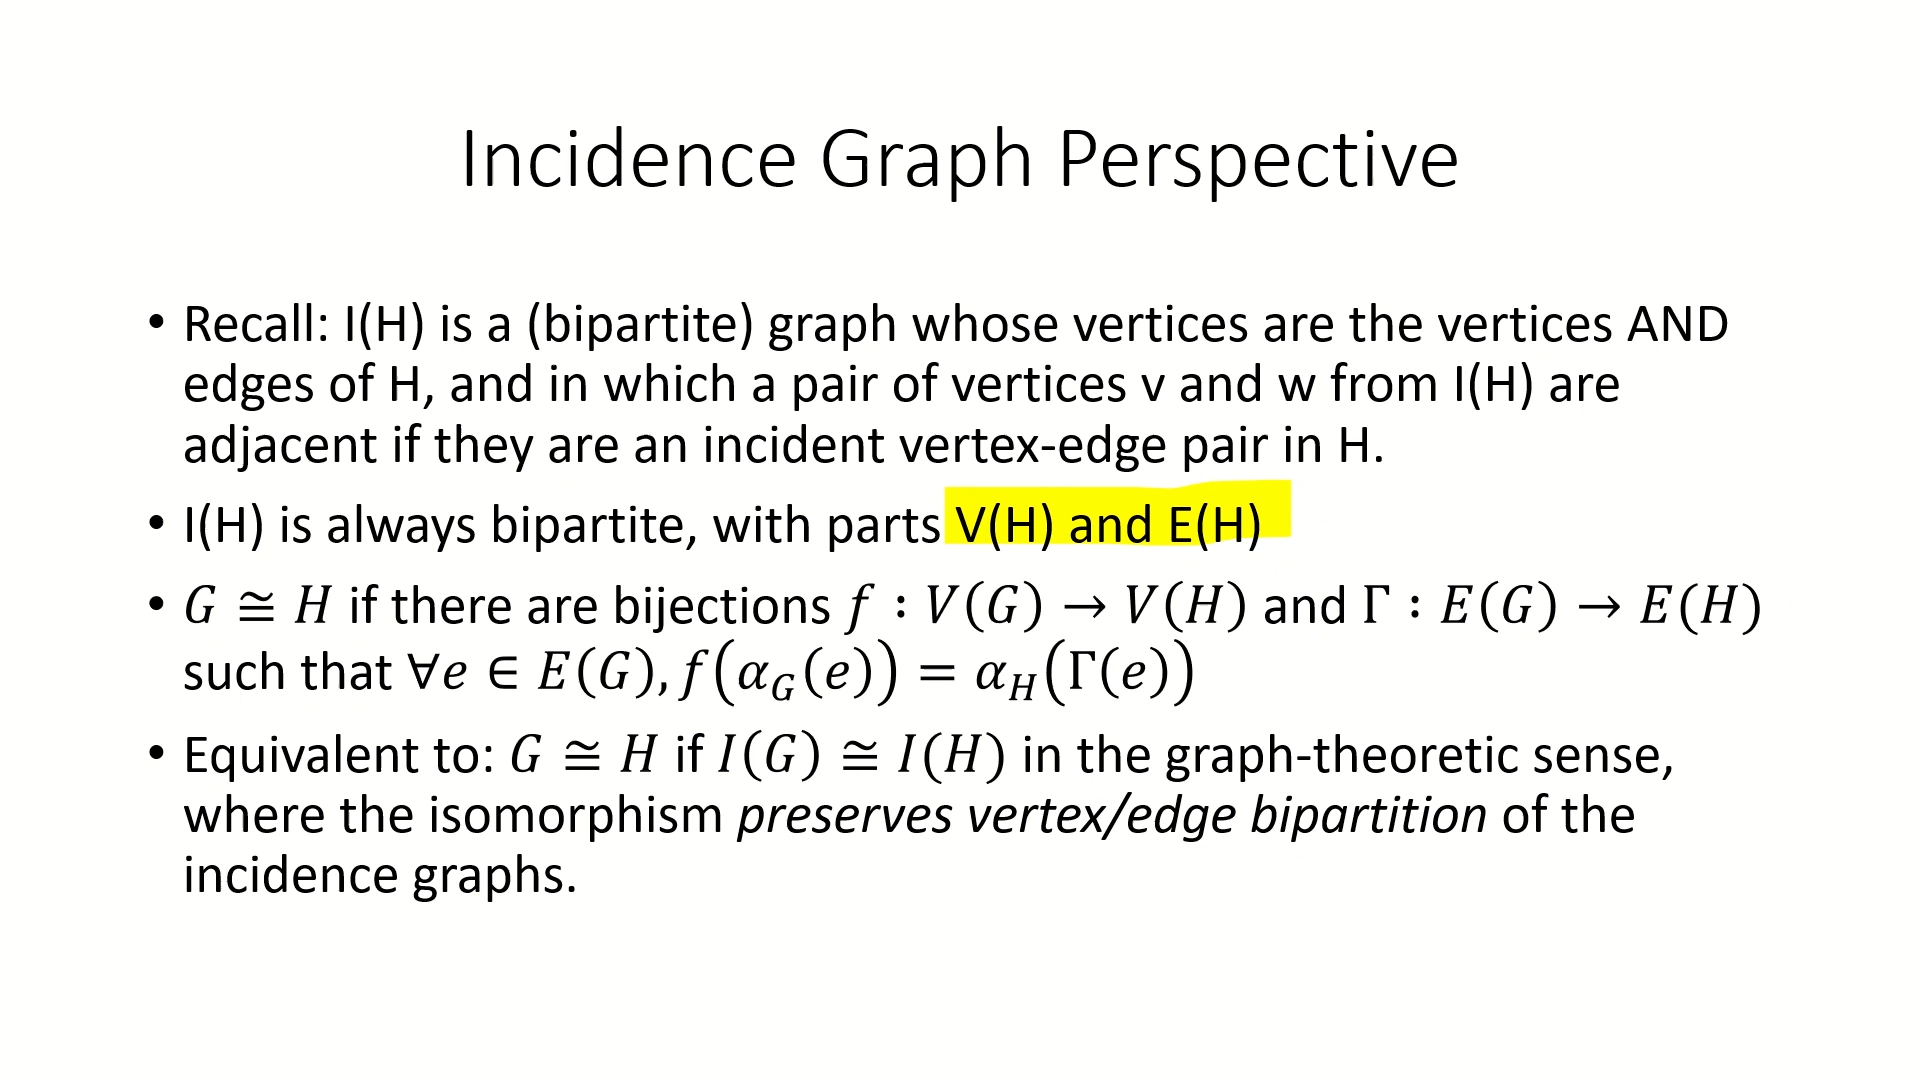 Incidence Graph Perspective
• Recall: I(H) is a (bipartite) graph whose vertices are the vertices AND
edges of H, and in which a pair of vertices v and w from I(H) are
adjacent if they are an incident vertex-edge pair in H.
• I(H) is always bipartite, with parts V(H) and E(H)
• 𝐺 ≅ 𝐻 if there are bijections 𝑓 ∶ 𝑉(𝐺) → 𝑉(𝐻) and Γ ∶ 𝐸(𝐺) → 𝐸(𝐻)
such that ∀𝑒 ∈ 𝐸(𝐺), 𝑓(𝛼_𝐺(𝑒)) = 𝛼_𝐻(Γ(𝑒))
• Equivalent to: 𝐺 ≅ 𝐻 if 𝐼(𝐺) ≅ 𝐼(𝐻) in the graph-theoretic sense,
where the isomorphism preserves vertex/edge bipartition of the
incidence graphs.